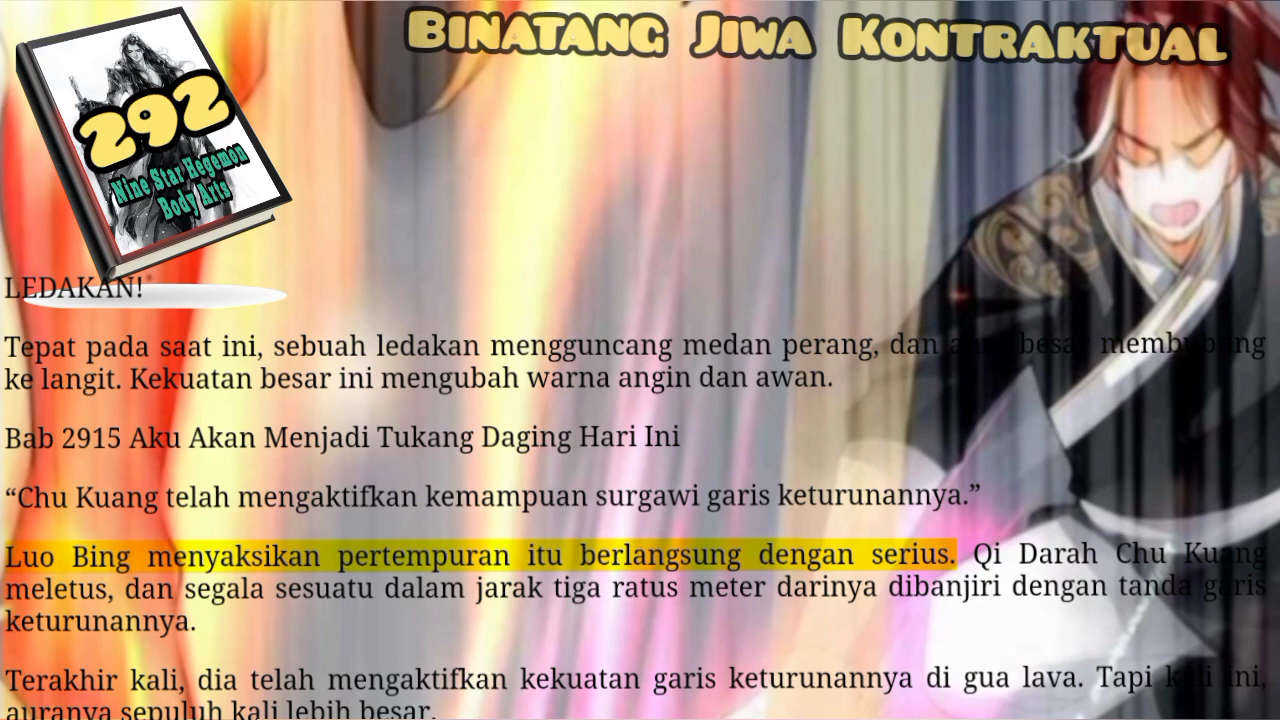 BINATANG JIWA KONTRAKTUAL
292
Nine Star Hegemon
Body Arts
LEDAKAN!
Tepat pada saat ini, sebuah ledakan mengguncang medan perang, dan besar membubung
ke langit. Kekuatan besar ini mengubah warna angin dan awan.
Bab 2915 Aku Akan Menjadi Tukang Daging Hari Ini
“Chu Kuang telah mengaktifkan kemampuan surgawi garis keturunannya.”
Luo Bing menyaksikan pertempuran itu berlangsung dengan serius. Qi Darah Chu Kuang
meletus, dan segala sesuatu dalam jarak tiga ratus meter darinya dibanjiri dengan tanda garis
keturunannya.
Terakhir kali, dia telah mengaktifkan kekuatan garis keturunannya di gua lava. Tapi kali ini,
auranya sepuluh kali lebih besar.